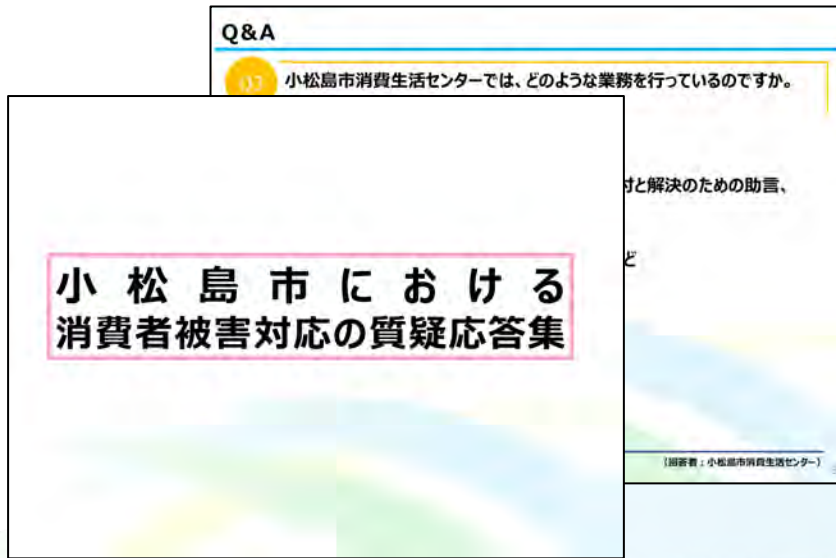 Q&A
Q3
小松島市消費生活センターでは、どのような業務を行っているのですか。
付と解決のための助言、
ど
小松島市における
消費者被害対応の質疑応答集
(回答者：小松島市消費生活センター)